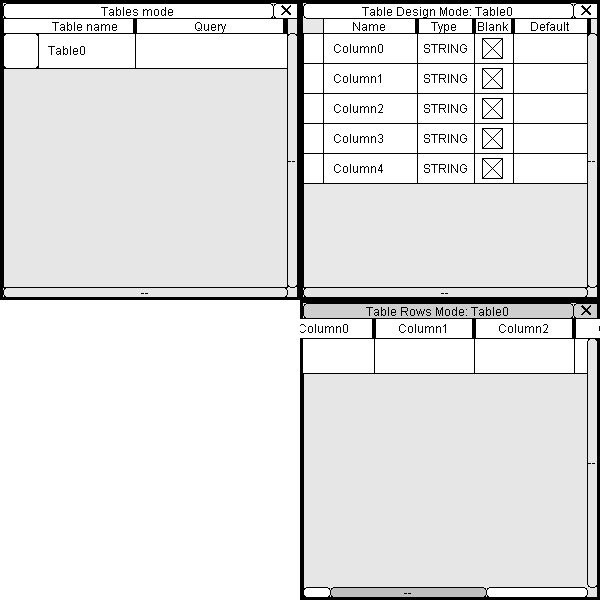 Tables mode
Table name Query
Table0
Table Design Mode: Table0
Name Type Blank Default
Column0 STRING
Column1 STRING
Column2 STRING
Column3 STRING
Column4 STRING
Table Rows Mode: Table0
Column0 Column1 Column2